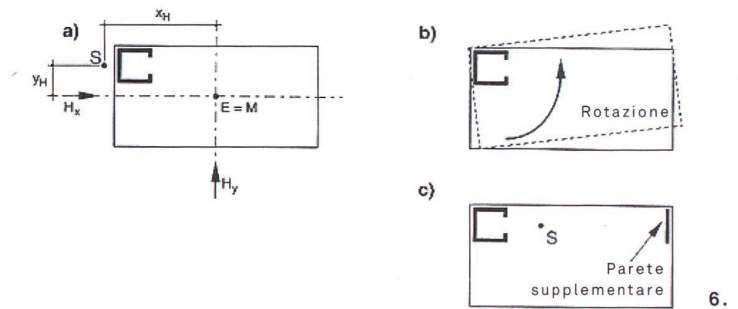 a)
x_H
S
y_H
H_x
E = M
H_y
b)
Rotazione
c)
S
Parete
supplementare
6.